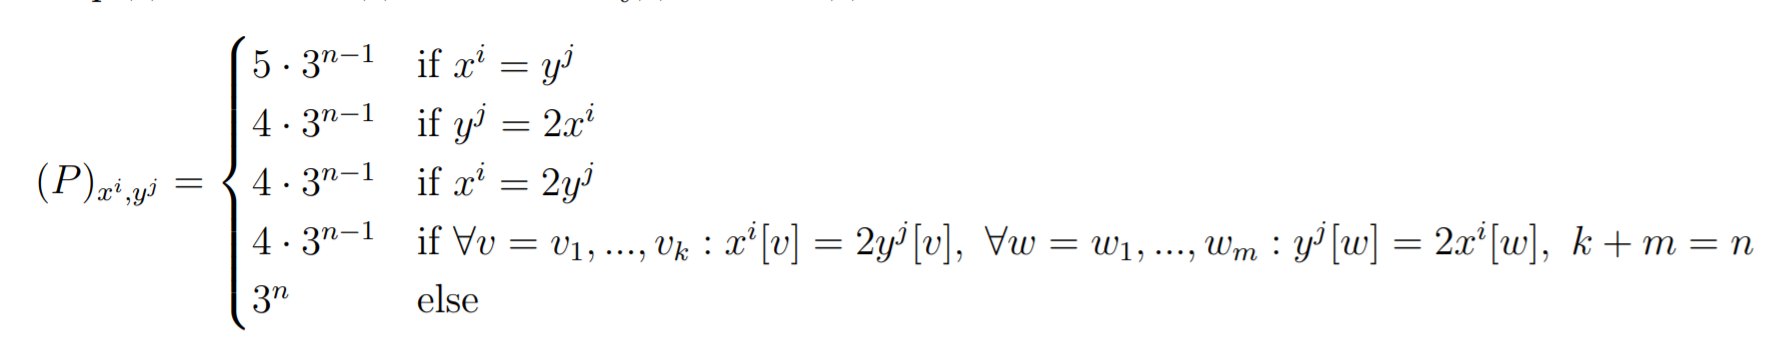 (P)_{x^i,y^j} = { 5 · 3^{n−1} if x^i = y^j
4 · 3^{n−1} if y^j = 2x^i
4 · 3^{n−1} if x^i = 2y^j
4 · 3^{n−1} if ∀v = v_1, ..., v_k : x^i[v] = 2y^j[v], ∀w = w_1, ..., w_m : y^j[w] = 2x^i[w], k + m = n
3^n else